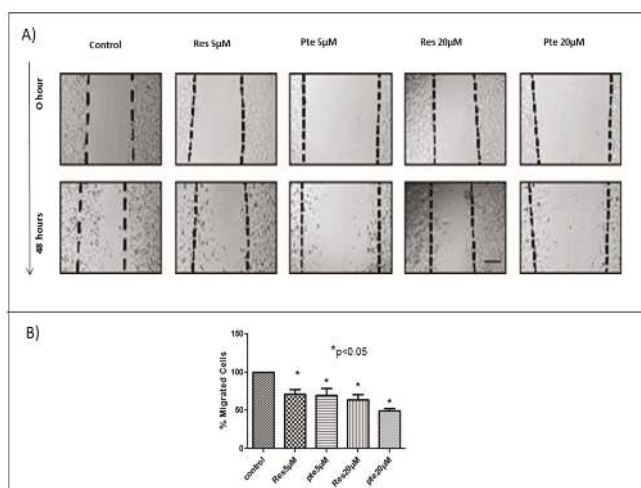 A)
Control Res 5µM Pte 5µM Res 20µM Pte 20µM
0 hour
48 hours
B)
% Migrated Cells
150
100
50
0
*p<0.05
* * * *
control Res5µM pte5µM Res20µM pte20µM